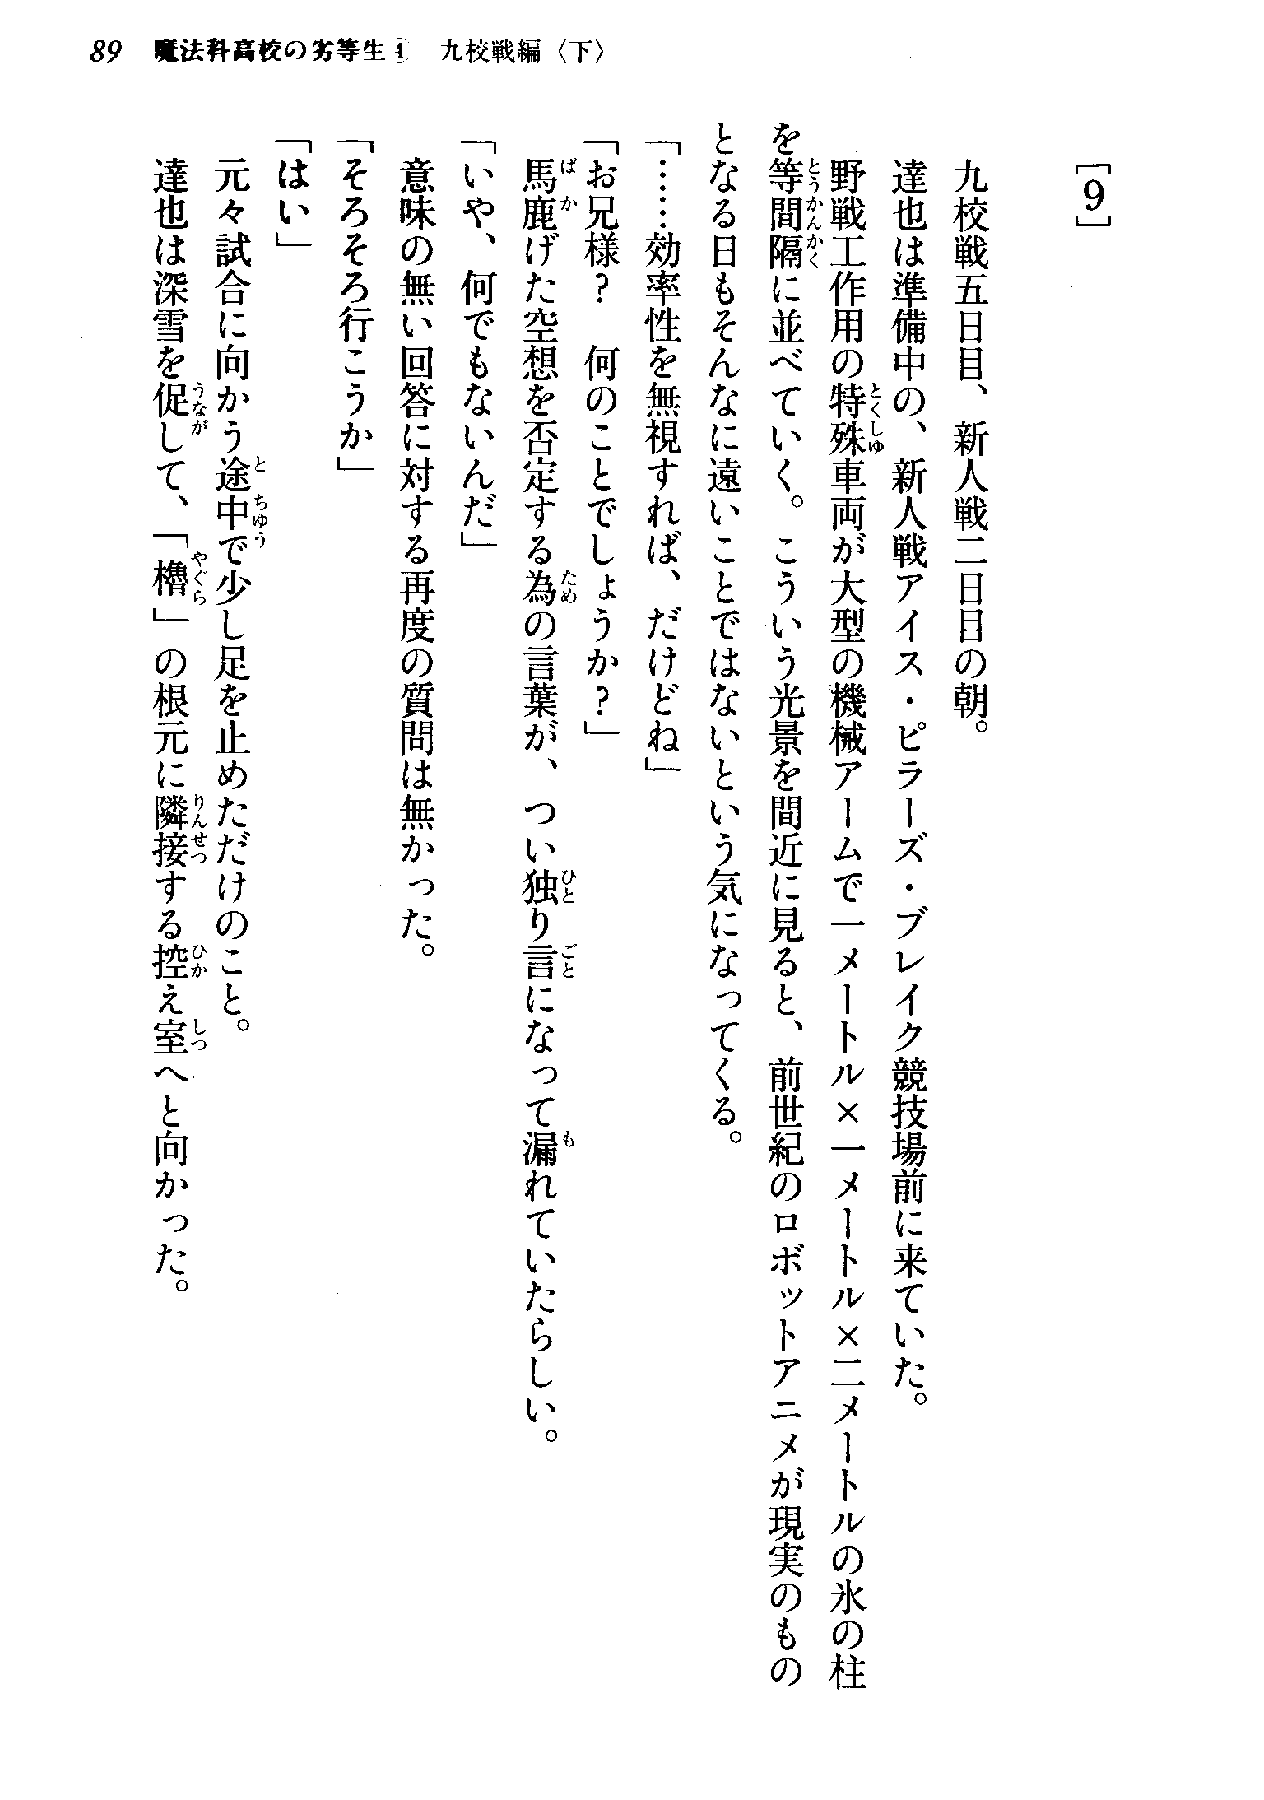 89 魔法科高校の劣等生④ 九校戦編〈下〉
[9]
九校戦五日目、新人戦二日目の朝。
達也は準備中の、新人戦アイス・ピラーズ・ブレイク競技場前に来ていた。
野戦工作用の特殊車両が大型の機械アームで一メートル×一メートル×二メートルの氷の柱
を等間隔に並べていく。こういう光景を間近に見ると、前世紀のロボットアニメが現実のもの
となる日もそんなに遠いことではないという気になってくる。
「……効率性を無視すれば、だけどね」
「お兄様?　何のことでしょうか?」
馬鹿げた空想を否定する為の言葉が、つい独り言になって漏れていたらしい。
「いや、何でもないんだ」
意味の無い回答に対する再度の質問は無かった。
「そろそろ行こうか」
「はい」
元々試合に向かう途中で少し足を止めただけのこと。
達也は深雪を促して、「櫓」の根元に隣接する控え室へと向かった。